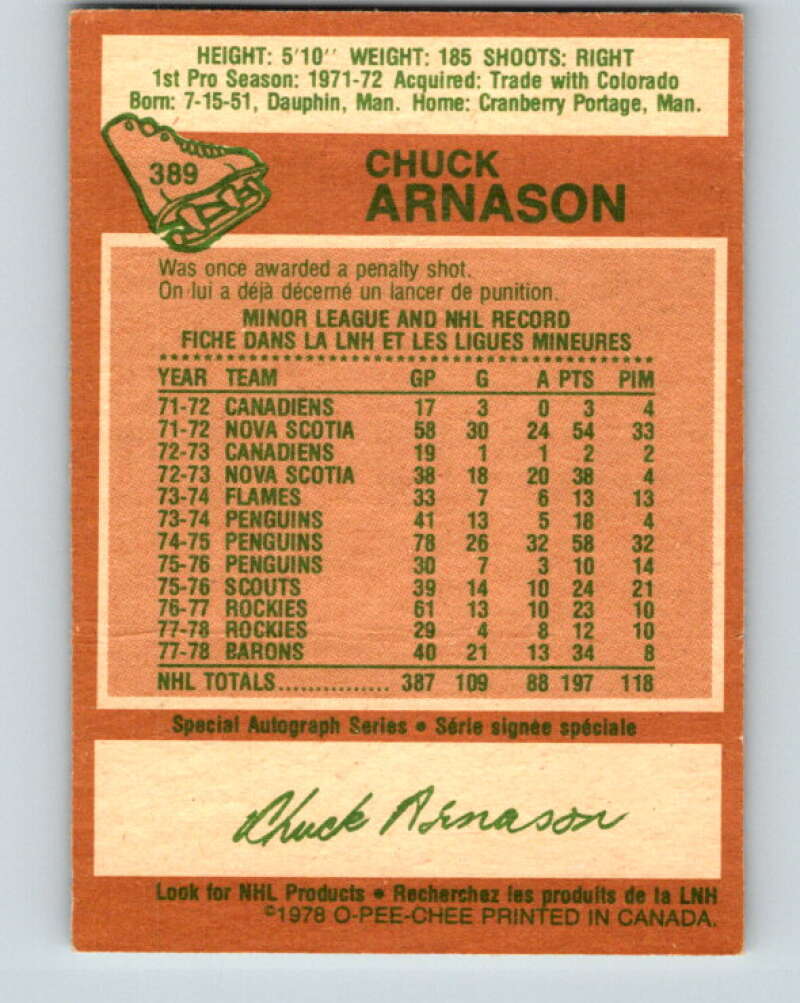 HEIGHT: 5'10'' WEIGHT: 185 SHOOTS: RIGHT
1st Pro Season: 1971-72 Acquired: Trade with Colorado
Born: 7-15-51, Dauphin, Man. Home: Cranberry Portage, Man.
389
CHUCK
ARNASON
Was once awarded a penalty shot.
On lui a déjà décerné un lancer de punition.
MINOR LEAGUE AND NHL RECORD
FICHE DANS LA LNH ET LES LIGUES MINEURES
YEAR TEAM GP G A PTS PIM
71-72 CANADIENS 17 3 0 3 4
71-72 NOVA SCOTIA 58 30 24 54 33
72-73 CANADIENS 19 1 1 2 2
72-73 NOVA SCOTIA 38 18 20 38 4
73-74 FLAMES 33 7 6 13 13
73-74 PENGUINS 41 13 5 18 4
74-75 PENGUINS 78 26 32 58 32
75-76 PENGUINS 30 7 3 10 14
75-76 SCOUTS 39 14 10 24 21
76-77 ROCKIES 61 13 10 23 10
77-78 ROCKIES 29 4 8 12 10
77-78 BARONS 40 21 13 34 8
NHL TOTALS................ 387 109 88 197 118
Special Autograph Series • Série signée spéciale
Chuck Arnason
Look for NHL Products • Recherchez les produits de la LNH
©1978 O-PEE-CHEE PRINTED IN CANADA.